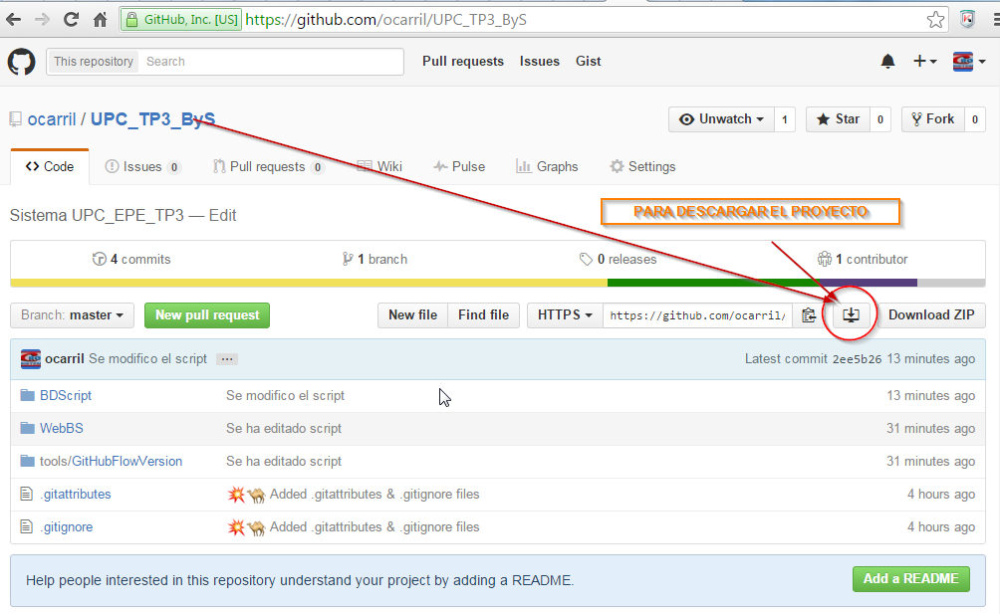 GitHub, Inc. [US] https://github.com/ocarril/UPC_TP3_ByS
This repository Search Pull requests Issues Gist
ocarril / UPC_TP3_ByS Unwatch 1 Star 0 Fork 0
Code Issues 0 Pull requests 0 Wiki Pulse Graphs Settings
Sistema UPC_EPE_TP3 — Edit
PARA DESCARGAR EL PROYECTO
4 commits 1 branch 0 releases 1 contributor
Branch: master New pull request New file Find file HTTPS https://github.com/ocarril/ Download ZIP
ocarril Se modifico el script ... Latest commit 2ee5b26 13 minutes ago
BDScript Se modifico el script 13 minutes ago
WebBS Se ha editado script 31 minutes ago
tools/GitHubFlowVersion Se ha editado script 31 minutes ago
.gitattributes Added .gitattributes & .gitignore files 4 hours ago
.gitignore Added .gitattributes & .gitignore files 4 hours ago
Help people interested in this repository understand your project by adding a README. Add a README